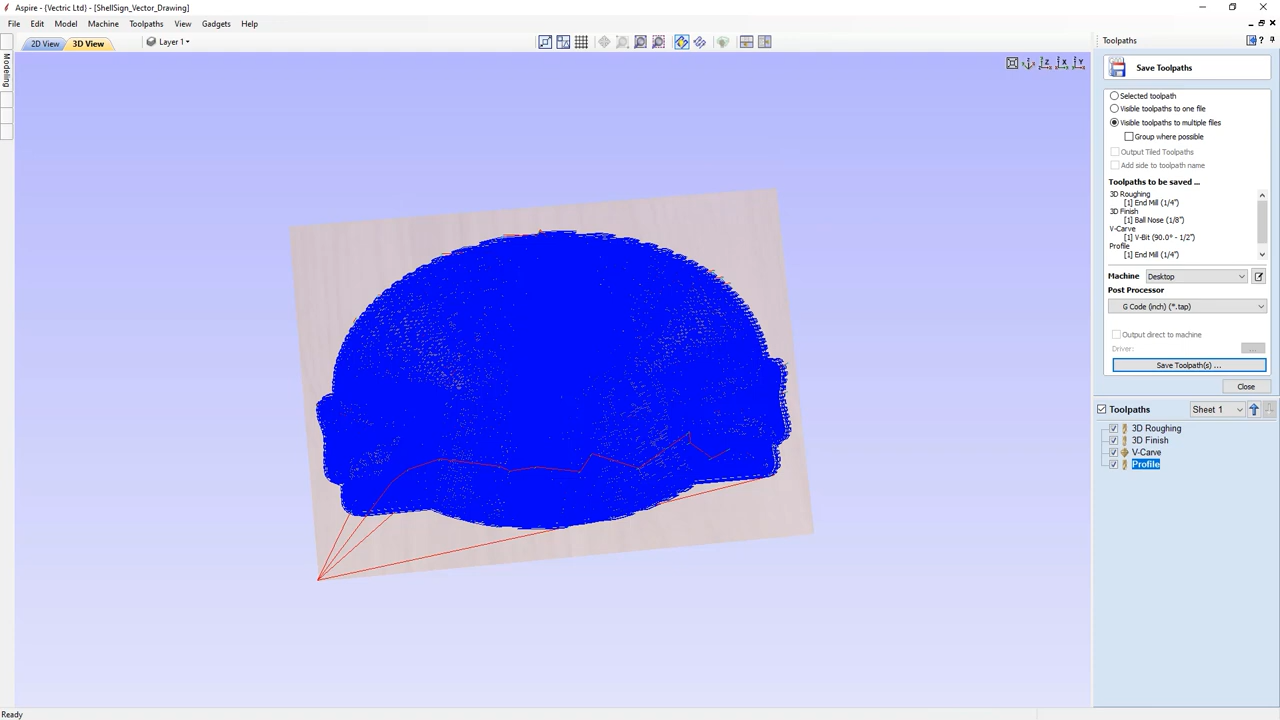 Aspire - {Vectric Ltd} - [ShellSign_Vector_Drawing]
File Edit Model Machine Toolpaths View Gadgets Help
2D View 3D View Layer 1
Toolpaths
Modeling
Save Toolpaths
Selected toolpath
Visible toolpaths to one file
Visible toolpaths to multiple files
Group where possible
Output Tiled Toolpaths
Add side to toolpath name
Toolpaths to be saved ...
3D Roughing
[1] End Mill (1/4")
3D Finish
[1] Ball Nose (1/8")
V-Carve
[1] V-Bit (90.0° - 1/2")
Profile
[1] End Mill (1/4")
Machine Desktop
Post Processor
G Code (inch) (*.tap)
Output direct to machine
Driver: ...
Save Toolpath(s) ...
Close
Toolpaths Sheet 1
3D Roughing
3D Finish
V-Carve
Profile
Ready